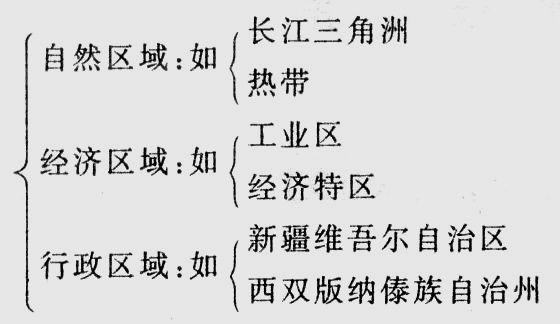 长江三角洲
自然区域:如
热带
工业区
经济区域:如
经济特区
新疆维吾尔自治区
行政区域:如
西双版纳傣族自治州